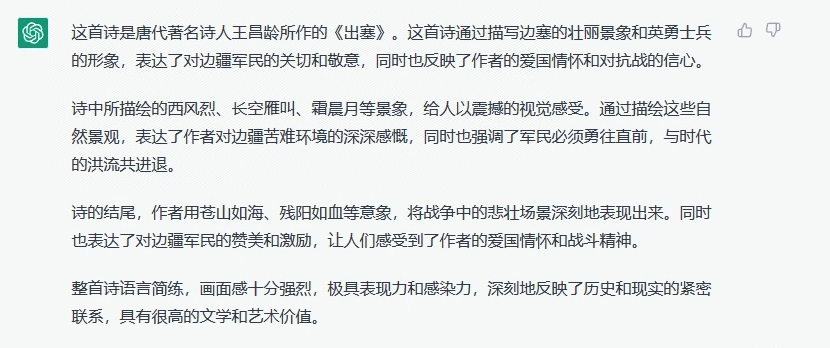 这首诗是唐代著名诗人王昌龄所作的《出塞》。这首诗通过描写边塞的壮丽景象和英勇士兵
的形象，表达了对边疆军民的关切和敬意，同时也反映了作者的爱国情怀和对抗战的信心。
诗中所描绘的西风烈、长空雁叫、霜晨月等景象，给人以震撼的视觉感受。通过描绘这些自
然景观，表达了作者对边疆苦难环境的深深感慨，同时也强调了军民必须勇往直前，与时代
的洪流共进退。
诗的结尾，作者用苍山如海、残阳如血等意象，将战争中的悲壮场景深刻地表现出来。同时
也表达了对边疆军民的赞美和激励，让人们感受到了作者的爱国情怀和战斗精神。
整首诗语言简练，画面感十分强烈，极具表现力和感染力，深刻地反映了历史和现实的紧密
联系，具有很高的文学和艺术价值。